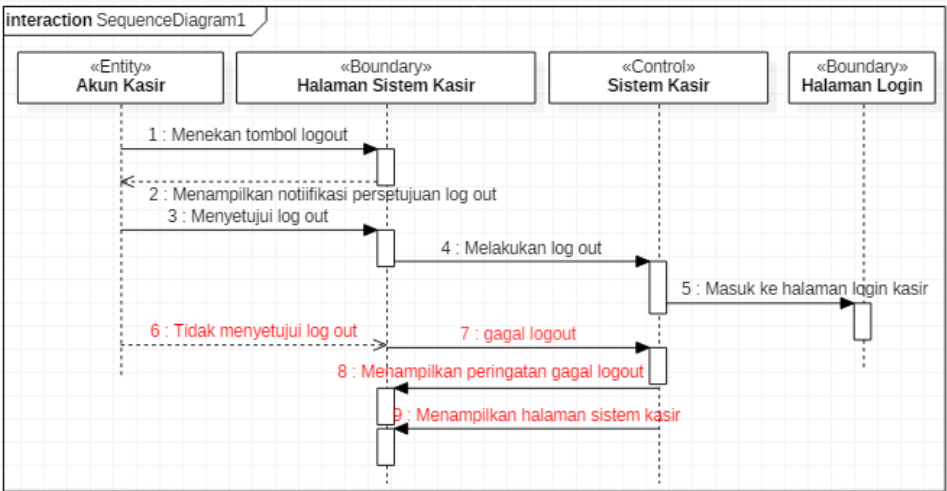 interaction SequenceDiagram1
«Entity»
Akun Kasir
«Boundary»
Halaman Sistem Kasir
«Control»
Sistem Kasir
«Boundary»
Halaman Login
1 : Menekan tombol logout
2 : Menampilkan notiifikasi persetujuan log out
3 : Menyetujui log out
4 : Melakukan log out
5 : Masuk ke halaman login kasir
6 : Tidak menyetujui log out
7 : gagal logout
8 : Menampilkan peringatan gagal logout
9 : Menampilkan halaman sistem kasir